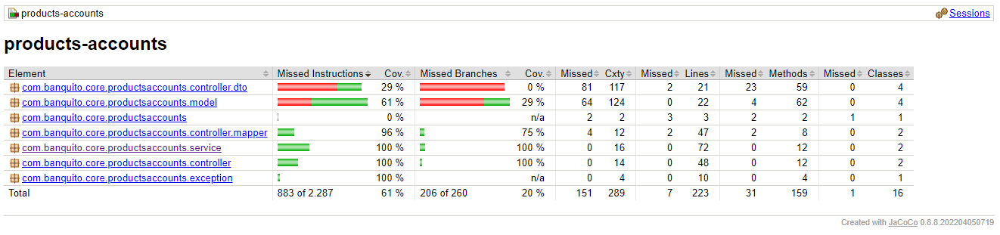 products-accounts Sessions
products-accounts
Element Missed Instructions Cov. Missed Branches Cov. Missed Cxty Missed Lines Missed Methods Missed Classes
com.banquito.core.productsaccounts.controller.dto 29 % 0 % 81 117 2 21 23 59 0 4
com.banquito.core.productsaccounts.model 61 % 29 % 64 124 0 22 4 62 0 4
com.banquito.core.productsaccounts 0 % n/a 2 2 3 3 2 2 1 1
com.banquito.core.productsaccounts.controller.mapper 96 % 75 % 4 12 2 47 2 8 0 2
com.banquito.core.productsaccounts.service 100 % 100 % 0 16 0 72 0 12 0 2
com.banquito.core.productsaccounts.controller 100 % 100 % 0 14 0 48 0 12 0 2
com.banquito.core.productsaccounts.exception 100 % n/a 0 4 0 10 0 4 0 1
Total 883 of 2.287 61 % 206 of 260 20 % 151 289 7 223 31 159 1 16
Created with JaCoCo 0.8.8.202204050719